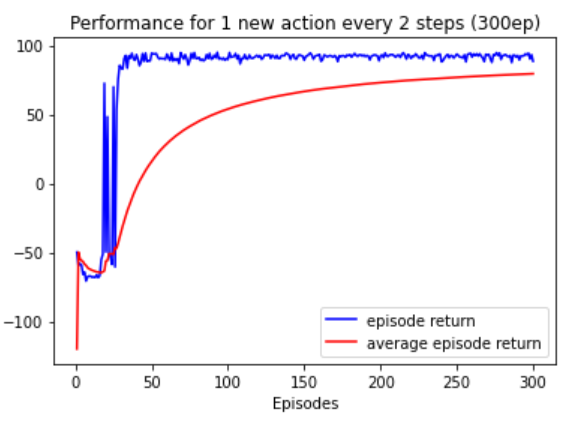 Performance for 1 new action every 2 steps (300ep)
100
50
0
−50
−100
episode return
average episode return
0 50 100 150 200 250 300
Episodes